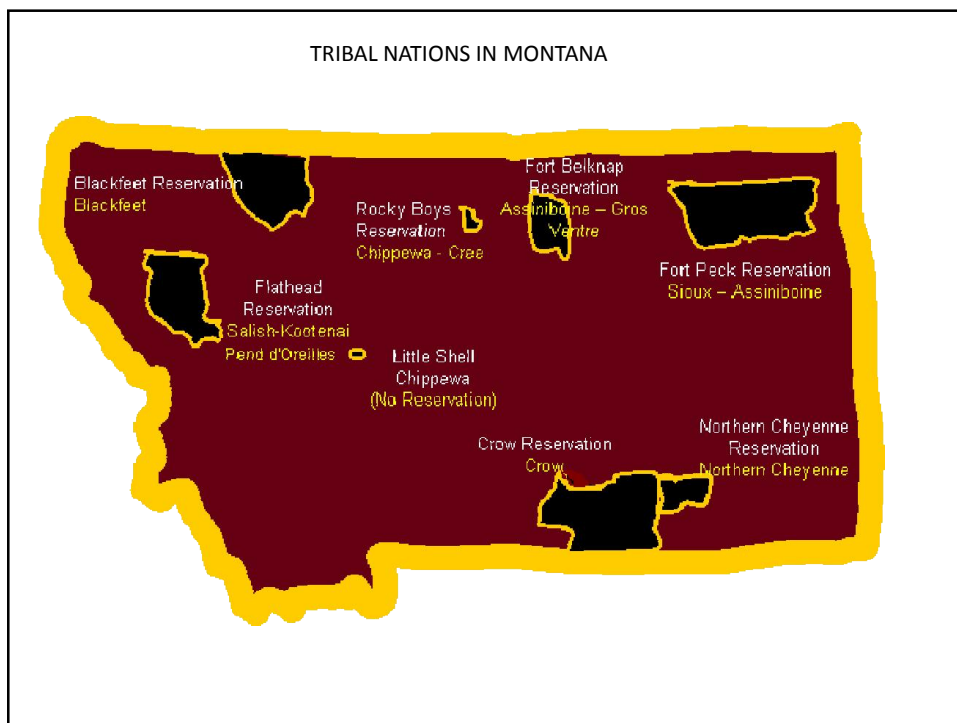 TRIBAL NATIONS IN MONTANA
Blackfeet Reservation
Blackfeet
Rocky Boys
Reservation
Chippewa - Cree
Fort Belknap
Reservation
Assiniboine – Gros
Ventre
Fort Peck Reservation
Sioux – Assiniboine
Flathead
Reservation
Salish-Kootenai
Pend d'Oreilles
Little Shell
Chippewa
(No Reservation)
Crow Reservation
Crow
Northern Cheyenne
Reservation
Northern Cheyenne